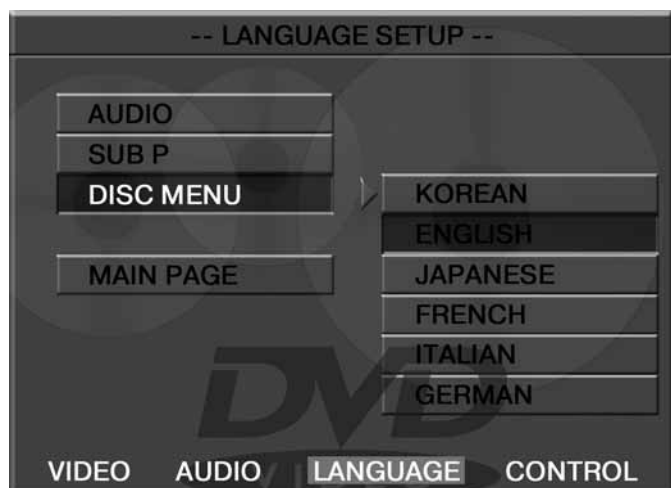 -- LANGUAGE SETUP --
AUDIO
SUB P
DISC MENU
MAIN PAGE
KOREAN
ENGLISH
JAPANESE
FRENCH
ITALIAN
GERMAN
DVD
VIDEO
VIDEO AUDIO LANGUAGE CONTROL